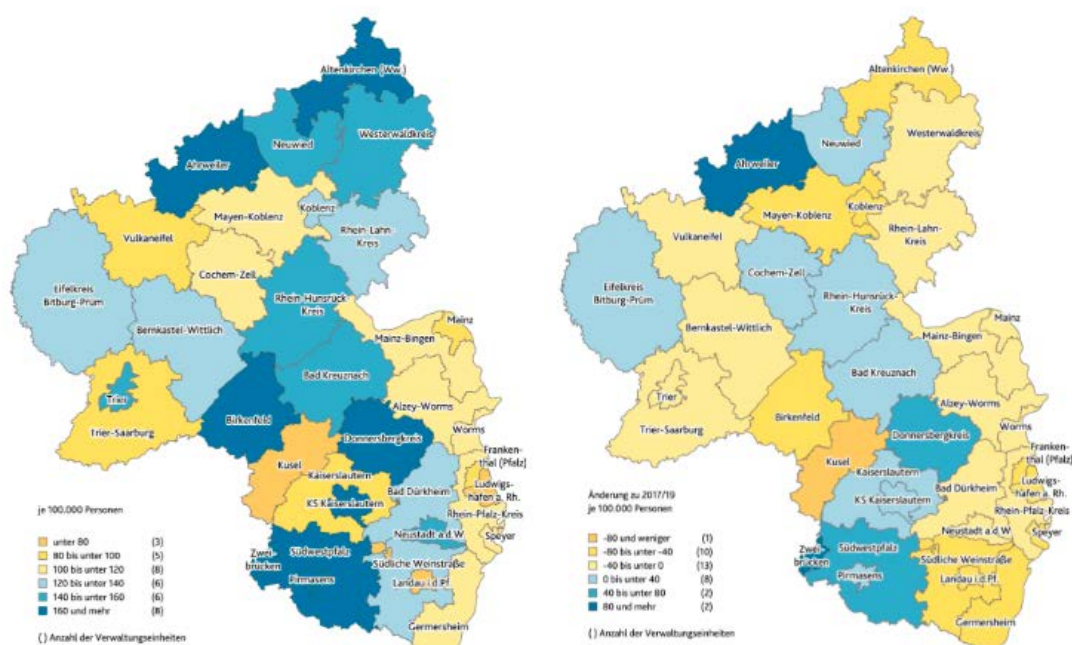 Altenkirchen (Ww.)
Westerwaldkreis
Neuwied
Ahrweiler
Koblenz
Mayen-Koblenz
Rhein-Lahn-
Kreis
Vulkaneifel
Cochem-Zell
Eifelkreis
Bitburg-Prüm
Rhein-Hunsrück-
Kreis
Bernkastel-Wittlich
Mainz
Mainz-Bingen
Bad Kreuznach
Trier
Alzey-Worms
Birkenfeld
Trier-Saarburg
Donnersbergkreis
Worms
Franken-
thal (Pfalz)
Kusel
Kaiserslautern
Ludwigs-
hafen a. Rh.
Bad Dürkheim
KS Kaiserslautern
Rhein-Pfalz-Kreis
Neustadt a.d.W.
Speyer
Zwei-
brücken
Südwestpfalz
Südliche Weinstraße
Pirmasens
Landau i.d.Pf.
Germersheim
je 100.000 Personen
unter 80 (3)
80 bis unter 100 (5)
100 bis unter 120 (8)
120 bis unter 140 (6)
140 bis unter 160 (6)
160 und mehr (8)
( ) Anzahl der Verwaltungseinheiten
Altenkirchen (Ww.)
Westerwaldkreis
Neuwied
Ahrweiler
Koblenz
Mayen-Koblenz
Rhein-Lahn-
Kreis
Vulkaneifel
Cochem-Zell
Eifelkreis
Bitburg-Prüm
Rhein-Hunsrück-
Kreis
Bernkastel-Wittlich
Mainz
Mainz-Bingen
Bad Kreuznach
Trier
Alzey-Worms
Birkenfeld
Trier-Saarburg
Donnersbergkreis
Worms
Franken-
thal (Pfalz)
Kusel
Kaiserslautern
Ludwigs-
hafen a. Rh.
Bad Dürkheim
KS Kaiserslautern
Rhein-Pfalz-Kreis
Neustadt a.d.W.
Speyer
Zwei-
brücken
Südwestpfalz
Südliche Weinstraße
Pirmasens
Landau i.d.Pf.
Germersheim
Änderung zu 2017/19
je 100.000 Personen
-80 und weniger (1)
-80 bis unter -40 (10)
-40 bis unter 0 (13)
0 bis unter 40 (8)
40 bis unter 80 (2)
80 und mehr (2)
( ) Anzahl der Verwaltungseinheiten